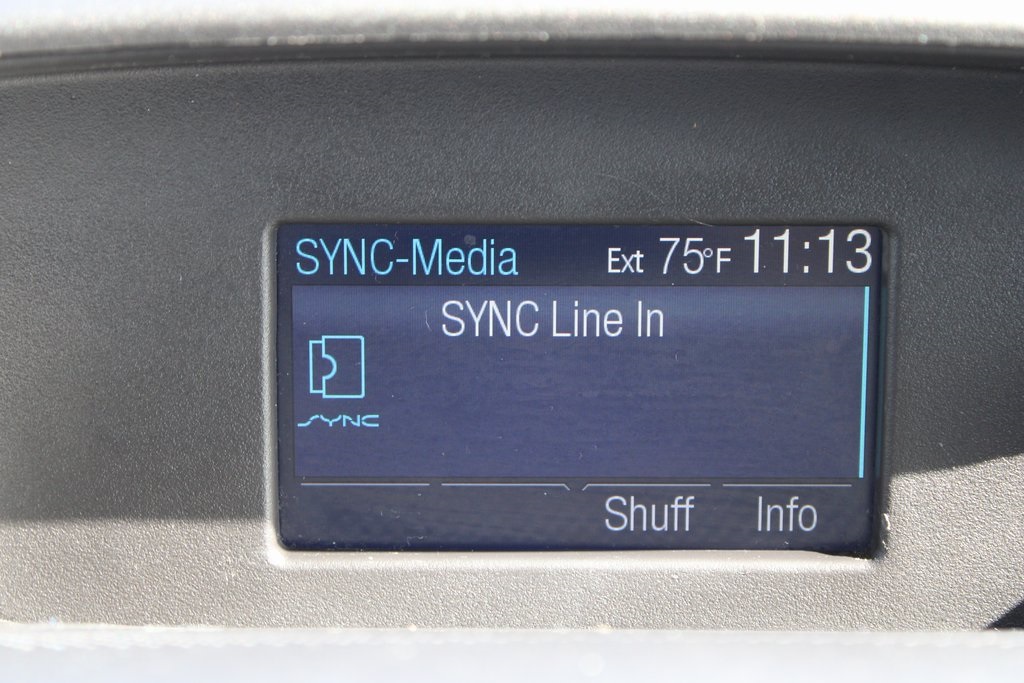 SYNC-Media Ext 75°F 11:13
SYNC Line In
SYNC
Shuff Info